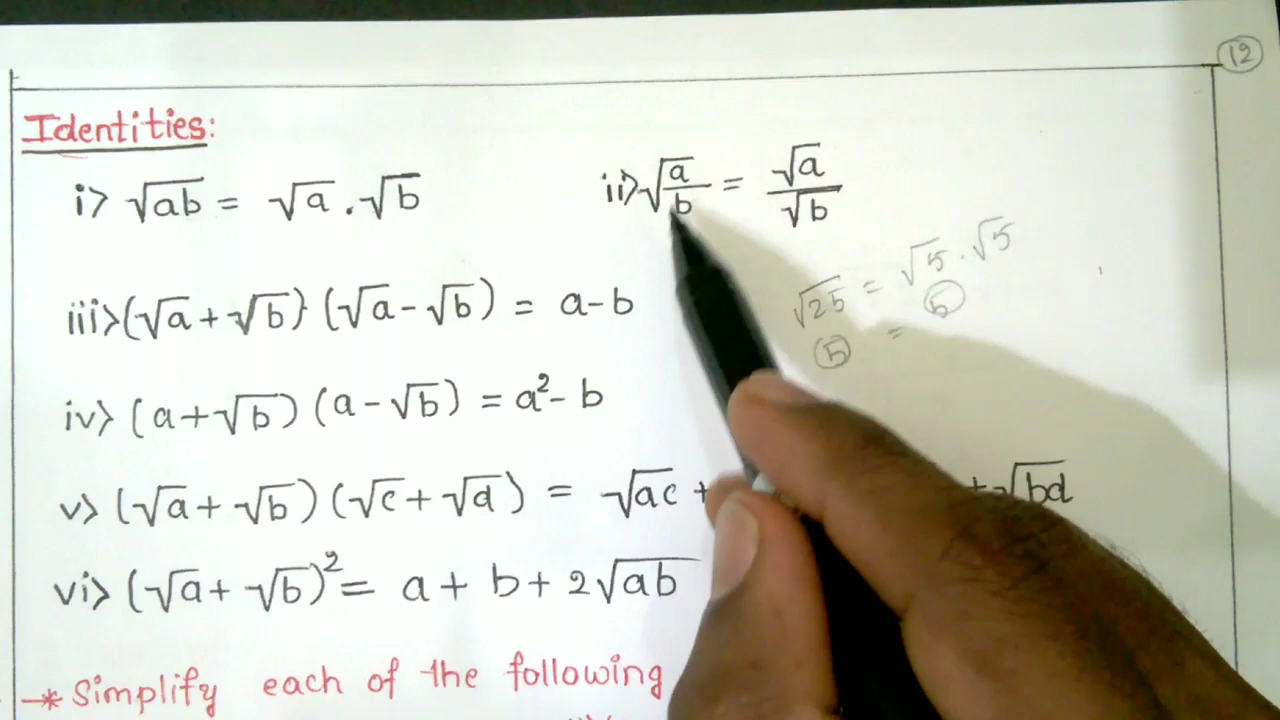 12
Identities:
i> √ab = √a . √b
ii> √(a/b) = √a/√b
√25 = √5 . √5
5 = 5
iii> (√a + √b} (√a - √b) = a - b
iv> (a + √b) (a - √b) = a² - b
v> (√a + √b) (√c + √d) = √ac + + √bd
vi> (√a + √b)² = a + b + 2√ab
→* Simplify each of the following